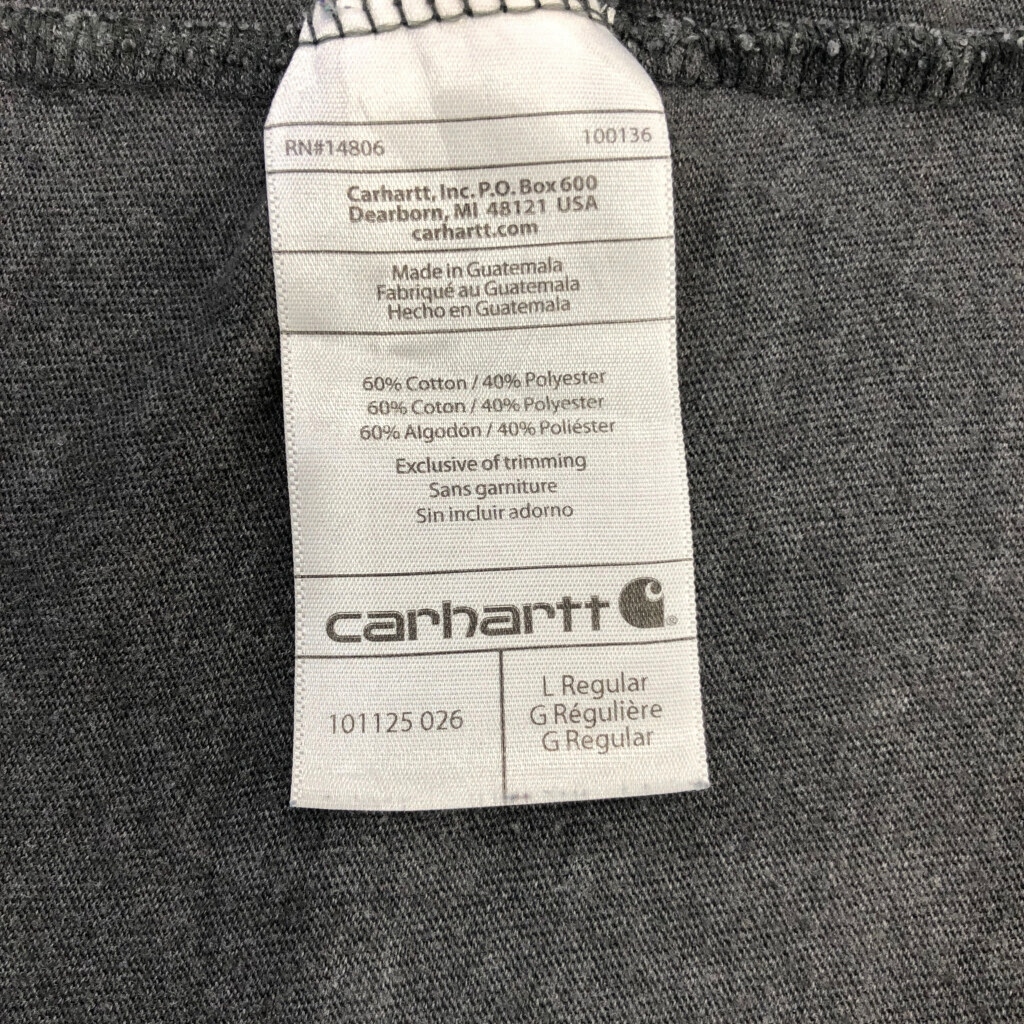 RN#14806 100136
Carhartt, Inc. P.O. Box 600
Dearborn, MI 48121 USA
carhartt.com
Made in Guatemala
Fabriqué au Guatemala
Hecho en Guatemala
60% Cotton / 40% Polyester
60% Coton / 40% Polyester
60% Algodón / 40% Poliéster
Exclusive of trimming
Sans garniture
Sin incluir adorno
carhartt
101125 026
L Regular
G Régulière
G Regular